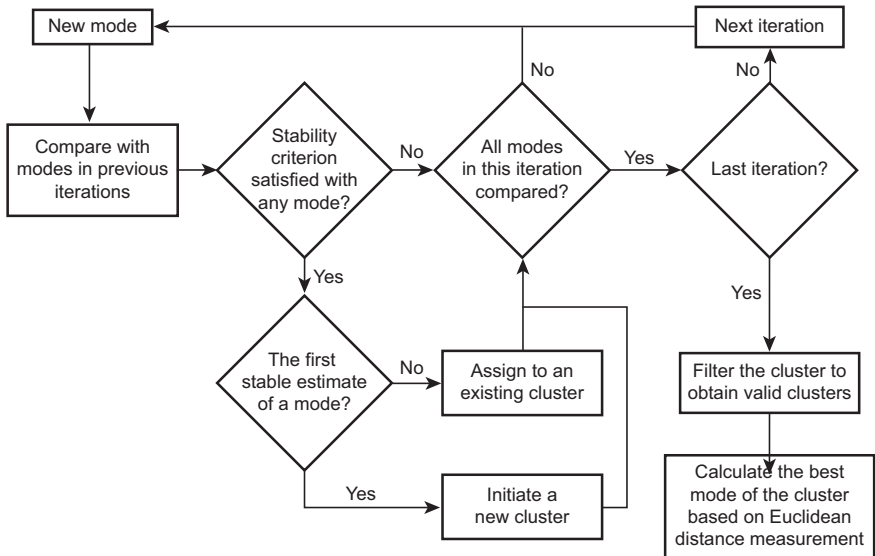 New mode
Next iteration
No
No
Compare with
modes in previous
iterations
Stability
criterion
satisfied with
any mode?
No
All modes
in this iteration
compared?
Yes
Last iteration?
Yes
Yes
The first
stable estimate
of a mode?
No
Assign to an
existing cluster
Filter the cluster to
obtain valid clusters
Yes
Initiate a
new cluster
Calculate the best
mode of the cluster
based on Euclidean
distance measurement